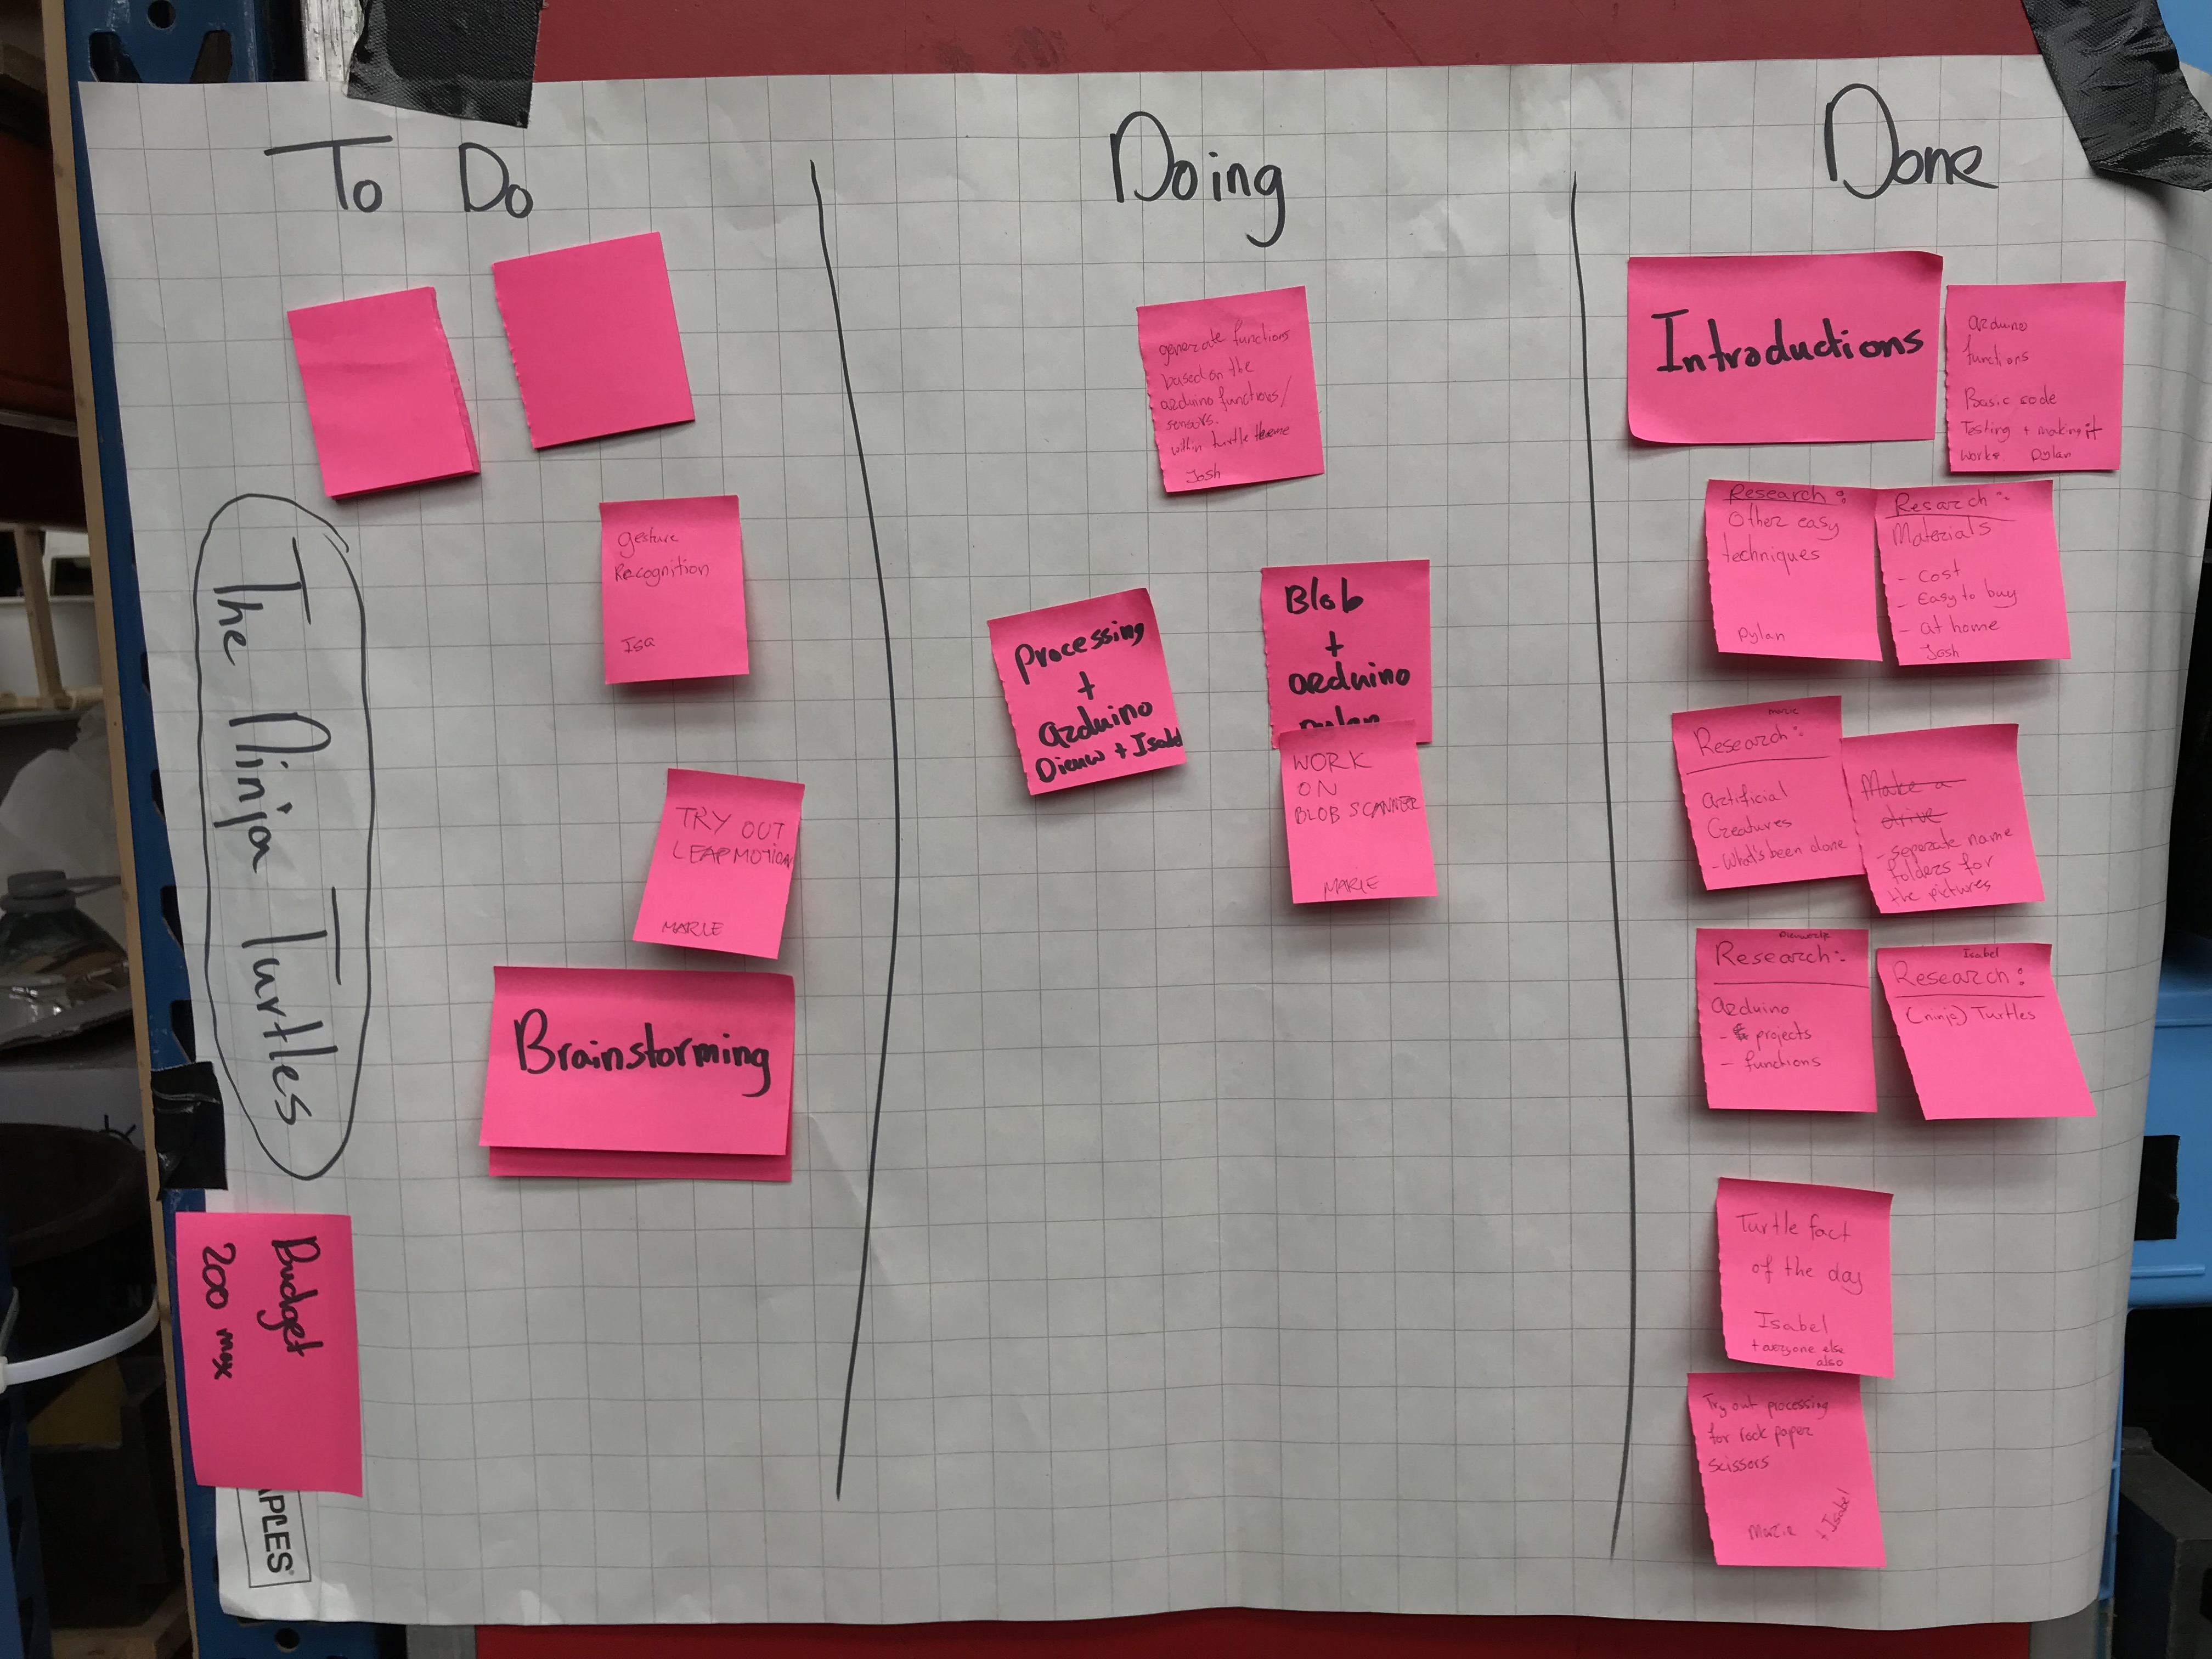 To Do
Doing
Done
The Ninja Turtles
gesture
Recognition
Isa
TRY OUT
LEAPMOTION
MARIE
Brainstorming
Budget
200 max
APLES
generate functions
based on the
arduino functions/
sensors.
within turtle theme
Josh
processing
+
arduino
Dieuw + Isabel
Blob
+
arduino
Dylan
WORK
ON
BLOB SCANNER
MARIE
Introductions
arduino
functions
Basic code
Testing + making it
work
Dylan
Research:
Other easy
techniques
Dylan
Research:
Materials
- cost
- Easy to buy
- at home
Josh
Marie
Research:
Artificial
Creatures
- What's been done
Make a
drive
- seperate name
folders for
the pictures
Research:
arduino
- projects
- functions
Isabel
Research:
(ninja) Turtles
Turtle fact
of the day
Isabel
+ everyone else
also
Try out processing
for rock paper
scissors
Marie + Isabel